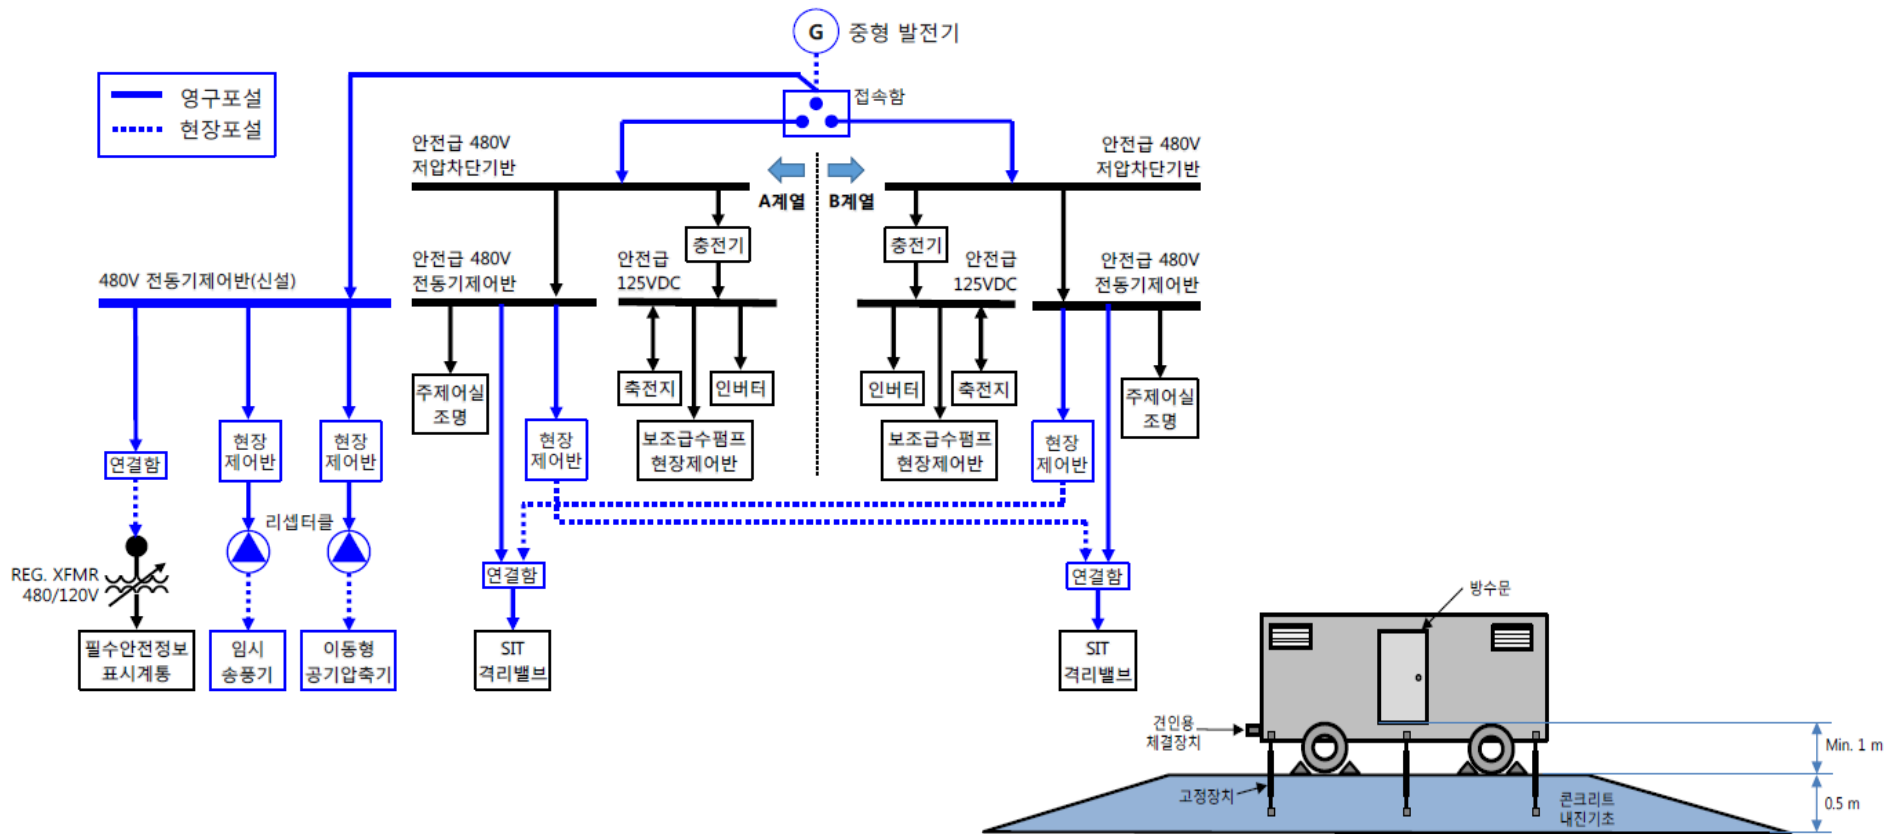 G 중형 발전기
영구포설
현장포설
접속함
안전급 480V
저압차단기반
안전급 480V
저압차단기반
A계열
B계열
충전기
충전기
480V 전동기제어반(신설)
안전급 480V
전동기제어반
안전급
125VDC
안전급
125VDC
안전급 480V
전동기제어반
주제어실
조명
축전지
인버터
인버터
축전지
주제어실
조명
연결함
현장
제어반
현장
제어반
현장
제어반
보조급수펌프
현장제어반
보조급수펌프
현장제어반
현장
제어반
리셉터클
REG. XFMR
480/120V
연결함
연결함
필수안전정보
표시계통
임시
송풍기
이동형
공기압축기
SIT
격리밸브
SIT
격리밸브
방수문
견인용
체결장치
Min. 1 m
고정장치
콘크리트
내진기초
0.5 m